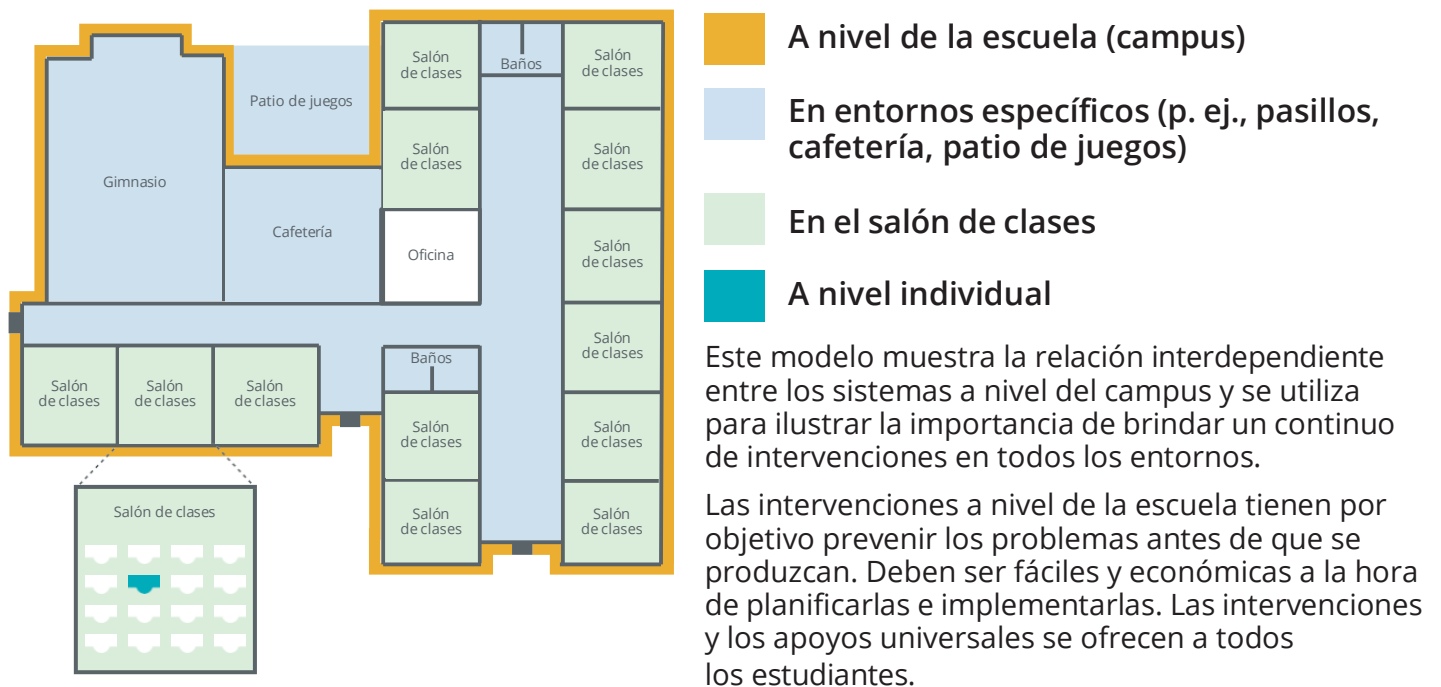 Patio de juegos
Gimnasio
Cafetería
Oficina
Salón
de clases
Salón
de clases
Baños
Salón
de clases
Salón
de clases
Salón
de clases
Salón
de clases
Salón
de clases
Salón
de clases
Baños
Salón
de clases
Salón
de clases
Salón
de clases
Salón
de clases
Salón
de clases
Salón
de clases
Salón de clases
A nivel de la escuela (campus)
En entornos específicos (p. ej., pasillos,
cafetería, patio de juegos)
En el salón de clases
A nivel individual
Este modelo muestra la relación interdependiente
entre los sistemas a nivel del campus y se utiliza
para ilustrar la importancia de brindar un continuo
de intervenciones en todos los entornos.
Las intervenciones a nivel de la escuela tienen por
objetivo prevenir los problemas antes de que se
produzcan. Deben ser fáciles y económicas a la hora
de planificarlas e implementarlas. Las intervenciones
y los apoyos universales se ofrecen a todos
los estudiantes.